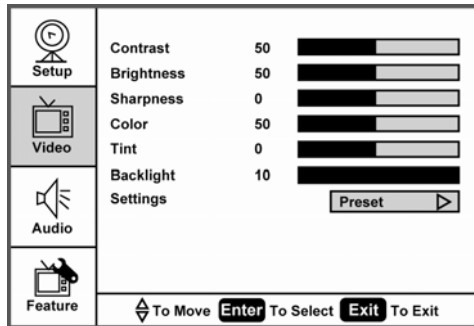 Setup
Video
Audio
Feature
Contrast 50
Brightness 50
Sharpness 0
Color 50
Tint 0
Backlight 10
Settings Preset
To Move Enter To Select Exit To Exit